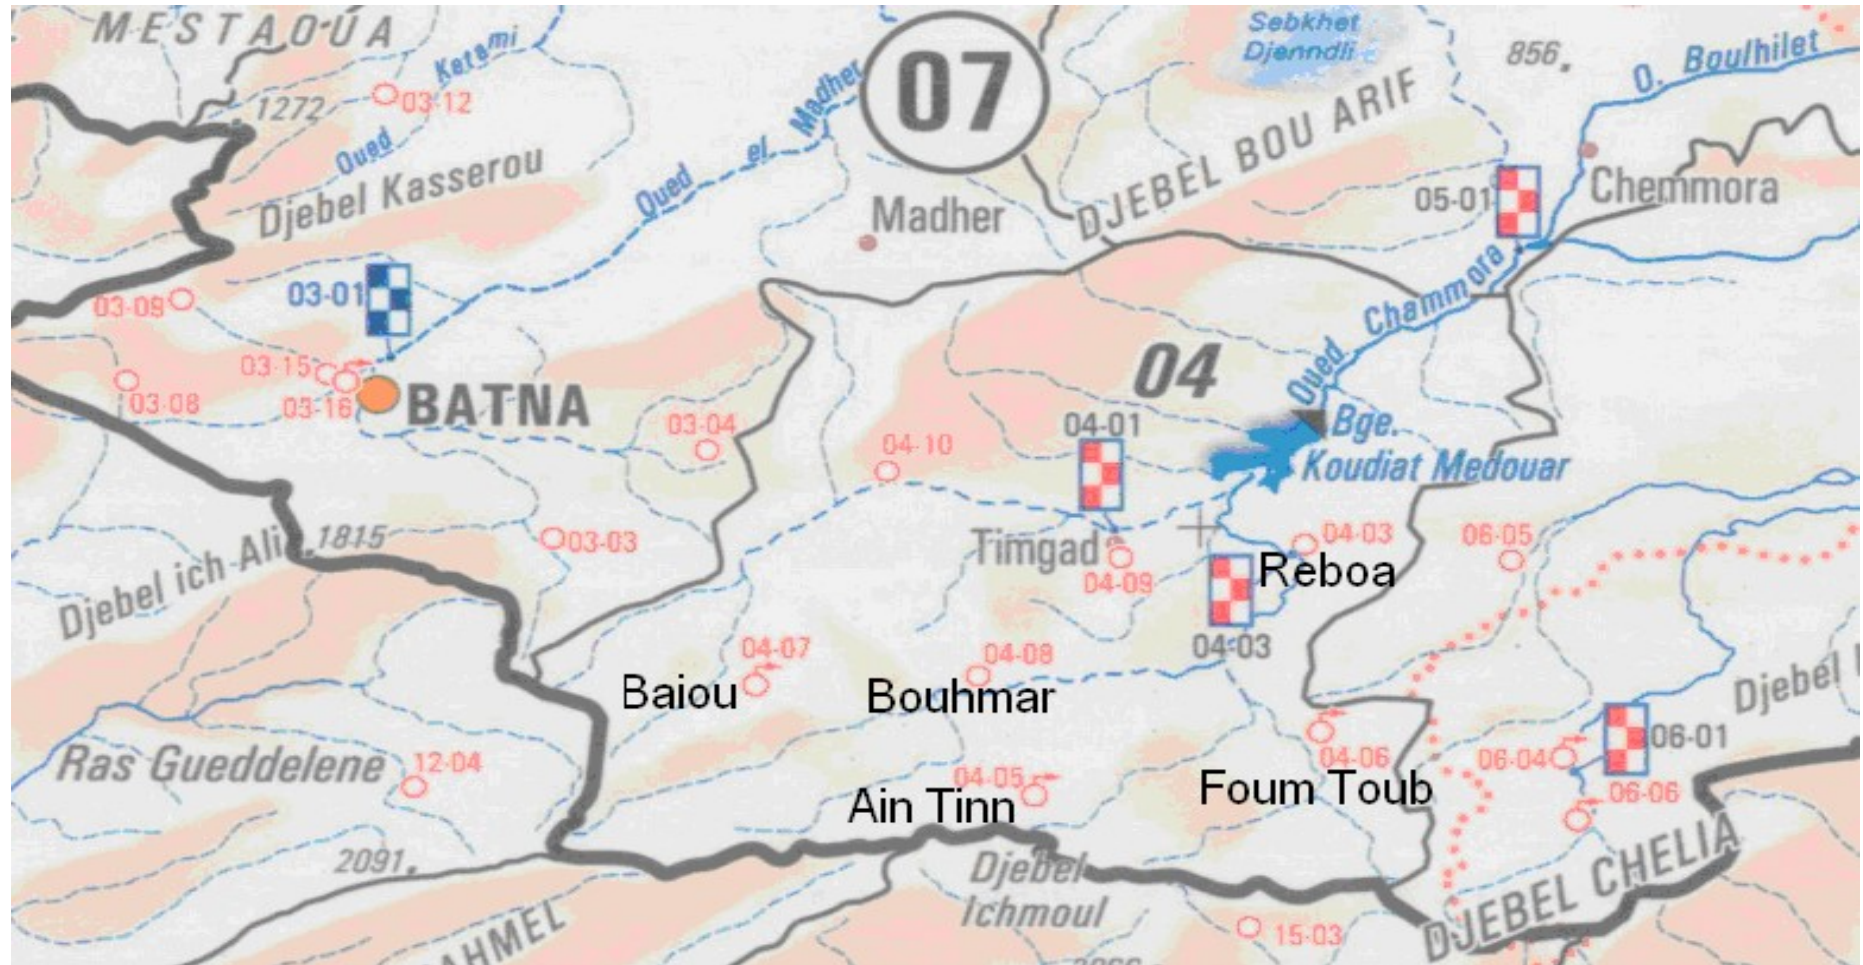 MESTAOUA
Oued Ketami
03-12
1272
Djebel Kasserou
Oued el Madher
07
Sebkhet
Djenndli
856
O. Boulhilet
DJEBEL BOU ARIF
Madher
05-01
Chemmora
03-09
03-01
Oued Chammora
03-15
03-08
03-16
BATNA
03-04
04
04-10
04-01
Bge.
Koudiat Medouar
Djebel ich Ali
1815
03-03
Timgad
04-09
04-03
Reboa
06-05
04-03
04-07
Baiou
04-08
Bouhmar
Ras Gueddelene
12-04
04-05
Ain Tinn
04-06
Foum Toub
06-04
06-01
06-06
Djebel
2091
Djebel
Ichmoul
15-03
DJEBEL CHELIA
AHMEL